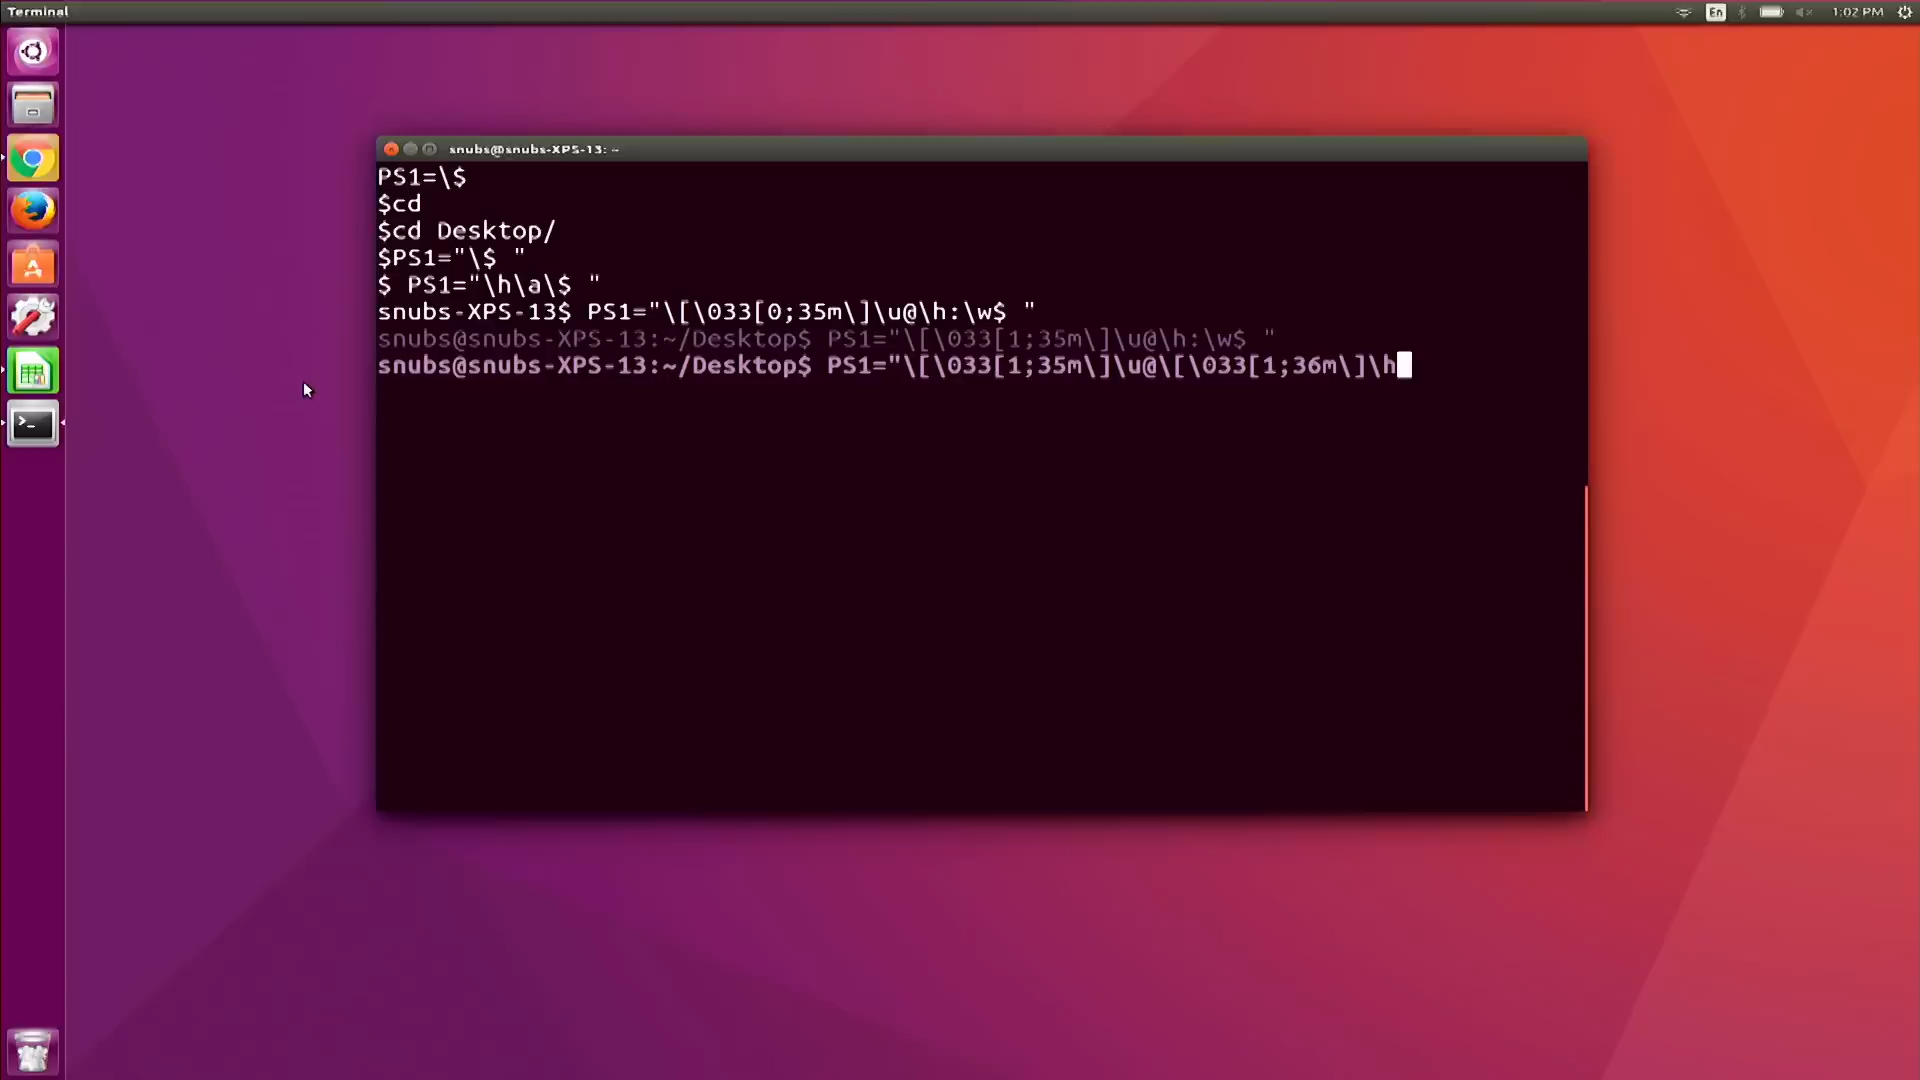 Terminal
En
1:02 PM
snubs@snubs-XPS-13: ~
PS1=\$
$cd
$cd Desktop/
$PS1="\$ "
$ PS1="\h\a\$ "
snubs-XPS-13$ PS1="\[\033[0;35m\]\u@\h:\w$ "
snubs@snubs-XPS-13:~/Desktop$ PS1="\[\033[1;35m\]\u@\h:\w$ "
snubs@snubs-XPS-13:~/Desktop$ PS1="\[\033[1;35m\]\u@\[\033[1;36m\]\h
>_